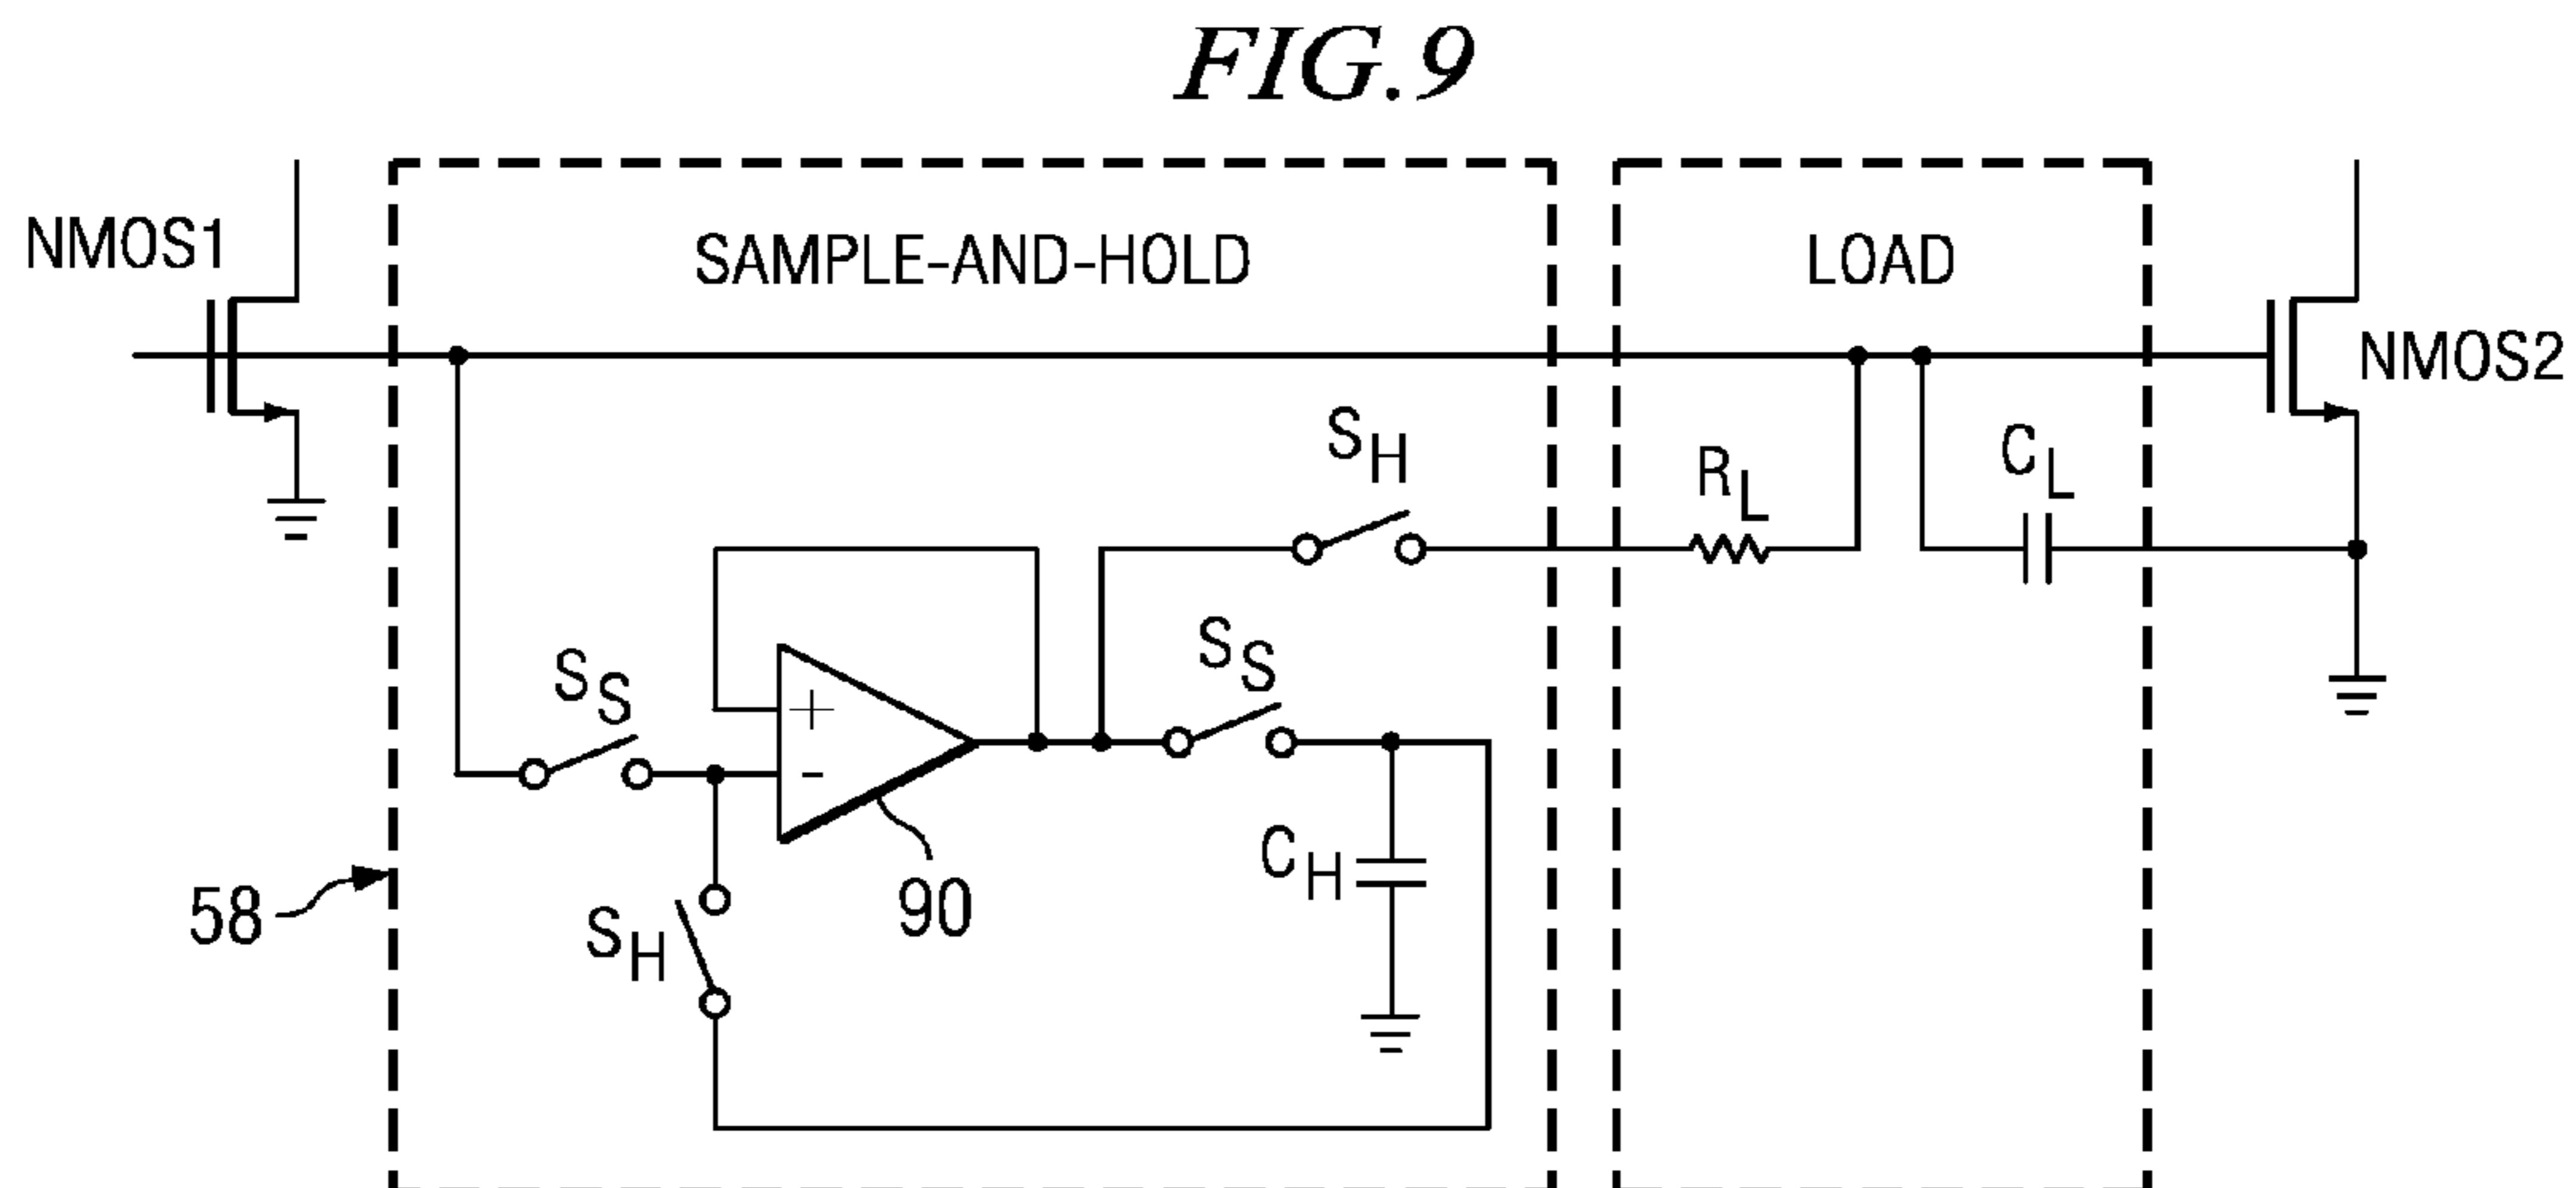 FIG.9
NMOS1
SAMPLE-AND-HOLD
LOAD
NMOS2
SH
RL
CL
SS
SS
+
-
CH
90
58
SH